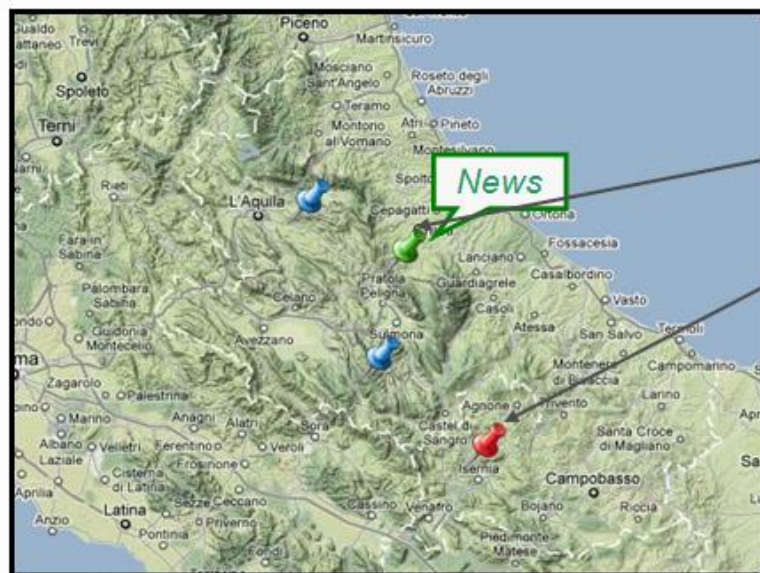 Gualdo
Cattaneo
Trevi
Piceno
Martinsicuro
Mosciano
Sant'Angelo
Roseto degli
Abruzzi
Spoleto
Teramo
Terni
Montorio
al Vomano
Atri
Pineto
Montesilvano
Narni
Rieti
L'Aquila
News
Cepagatti
Ortona
Fara in
Sabina
Lanciano
Fossacesia
Pratola
Peligna
Guardiagrele
Casalbordino
Palombara
Sabina
Celano
Casoli
Vasto
Guidonia
Montecelio
Avezzano
Sulmona
Atessa
San Salvo
Termoli
Montenero
di Bisaccia
Campomarino
Zagarolo
Palestrina
Agnone
Trivento
Larino
Marino
Anagni
Alatri
Sora
Castel di
Sangro
Santa Croce
di Magliano
Albano
Laziale
Velletri
Ferentino
Veroli
Frosinone
Isernia
Cisterna
di Latina
Campobasso
Aprilia
Sezze
Ceccano
Cassino
Venafro
Bojano
Riccia
Anzio
Latina
Priverno
Pontinia
Fondi
Piedimonte
Matese